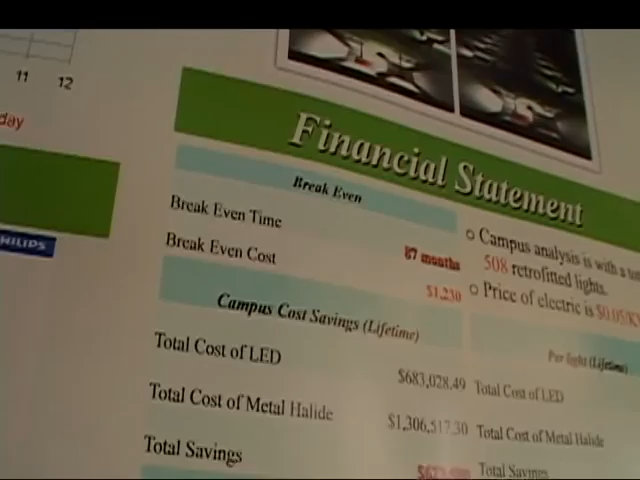 11 12
day
PHILIPS
Financial Statement
Break Even
Break Even Time 87 months
Break Even Cost $1,230
Campus Cost Savings (Lifetime)
Total Cost of LED $683,028.49
Total Cost of Metal Halide $1,306,517.30
Total Savings
Campus analysis is with a
508 retrofitted lights.
Price of electric is $0.05/
Per light (Lifetime)
Total Cost of LED
Total Cost of Metal Halide
Total Savings